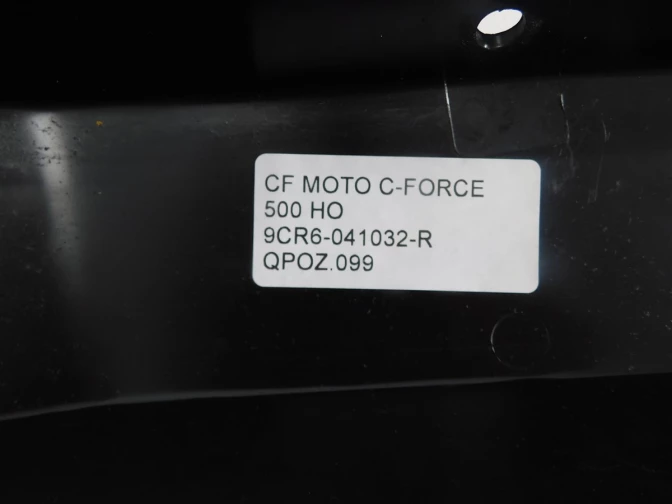 CF MOTO C-FORCE
500 HO
9CR6-041032-R
QPOZ.099